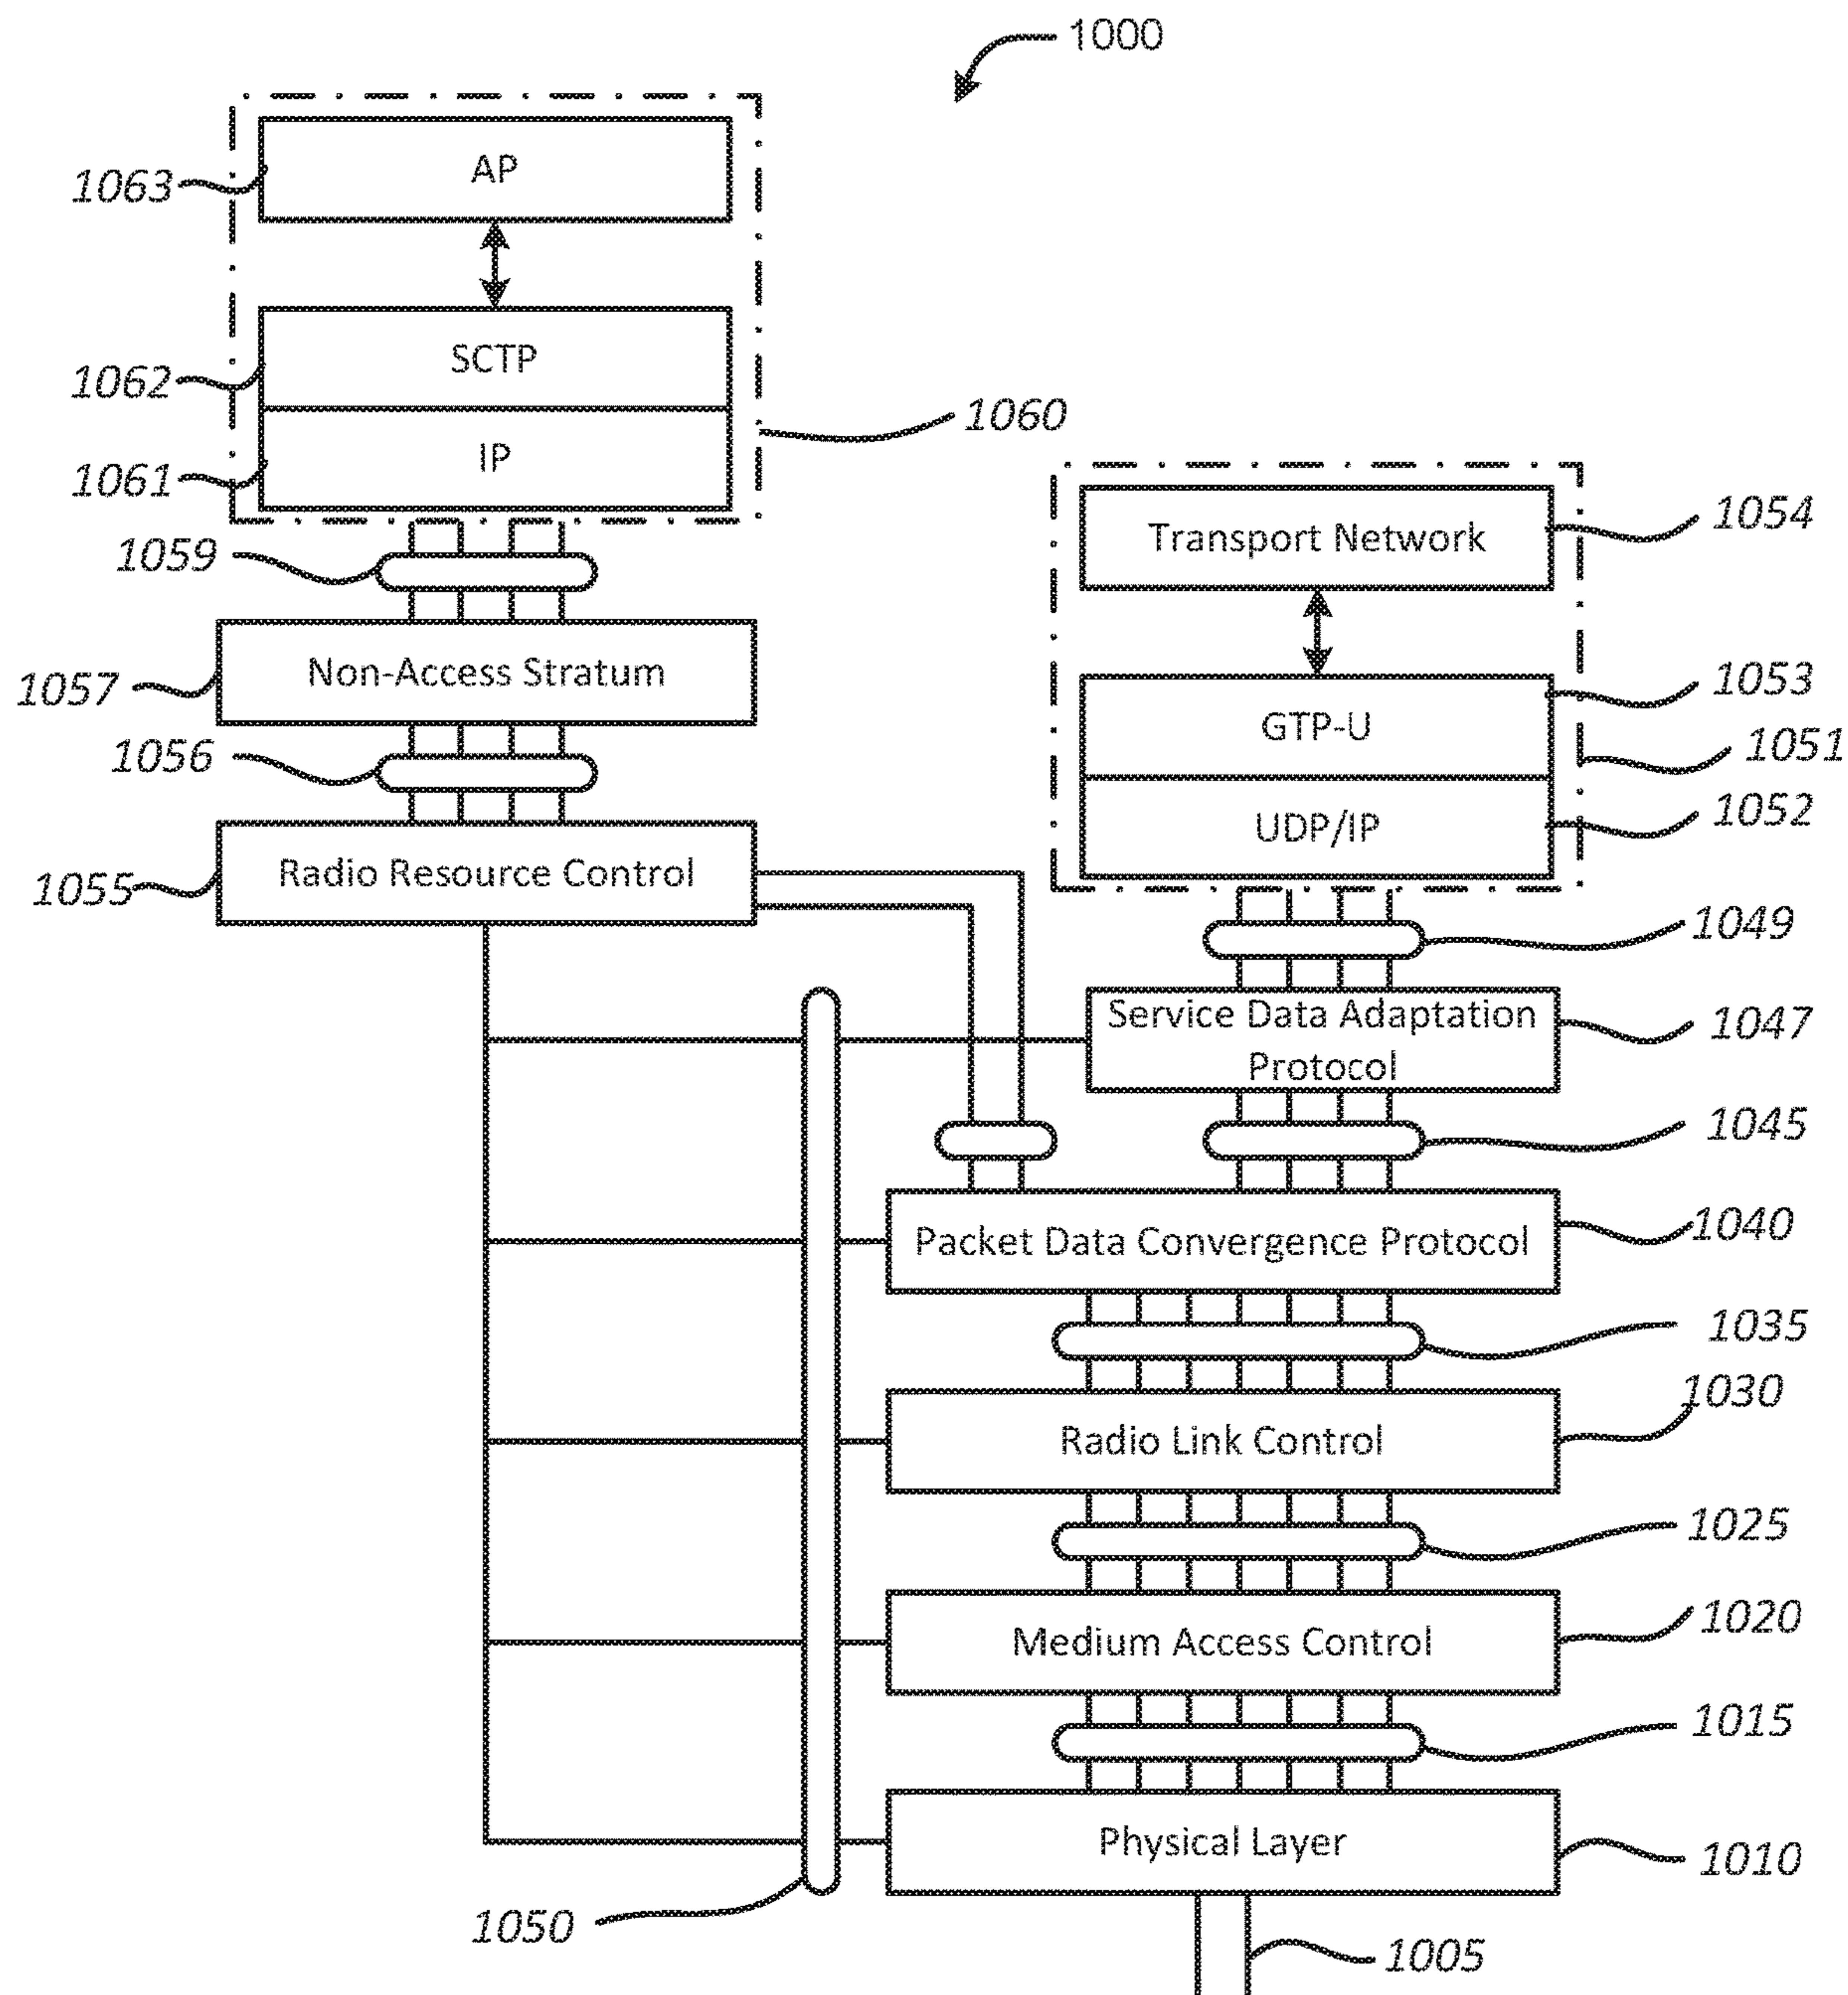 1000
AP
1063
SCTP
1062
1060
IP
1061
Transport Network
1054
1059
Non-Access Stratum
1057
GTP-U
1053
1051
1056
UDP/IP
1052
Radio Resource Control
1055
1049
Service Data Adaptation
Protocol
1047
1045
Packet Data Convergence Protocol
1040
1035
Radio Link Control
1030
1025
Medium Access Control
1020
1015
Physical Layer
1010
1050
1005